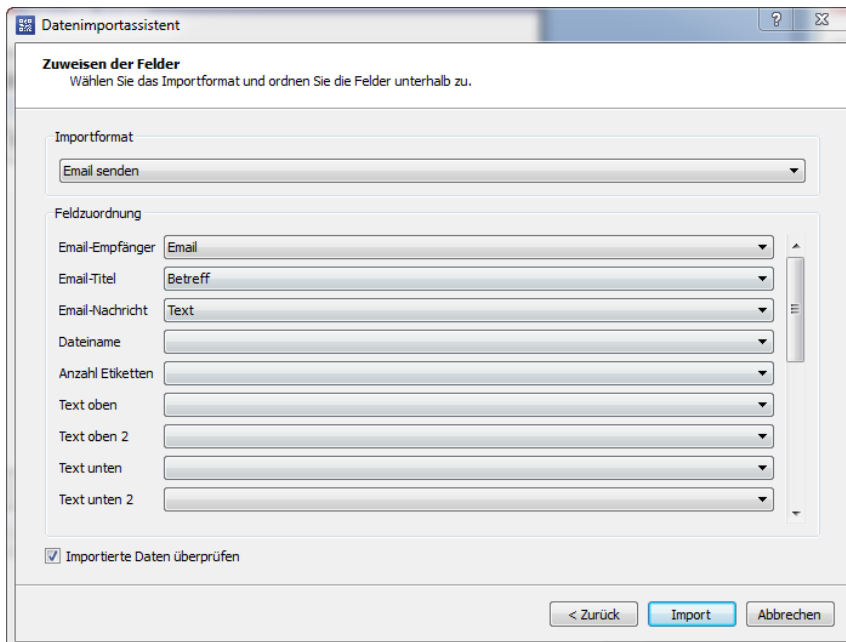 Datenimportassistent
Zuweisen der Felder
Wählen Sie das Importformat und ordnen Sie die Felder unterhalb zu.
Importformat
Email senden
Feldzuordnung
Email-Empfänger Email
Email-Titel Betreff
Email-Nachricht Text
Dateiname
Anzahl Etiketten
Text oben
Text oben 2
Text unten
Text unten 2
Importierte Daten überprüfen
< Zurück Import Abbrechen